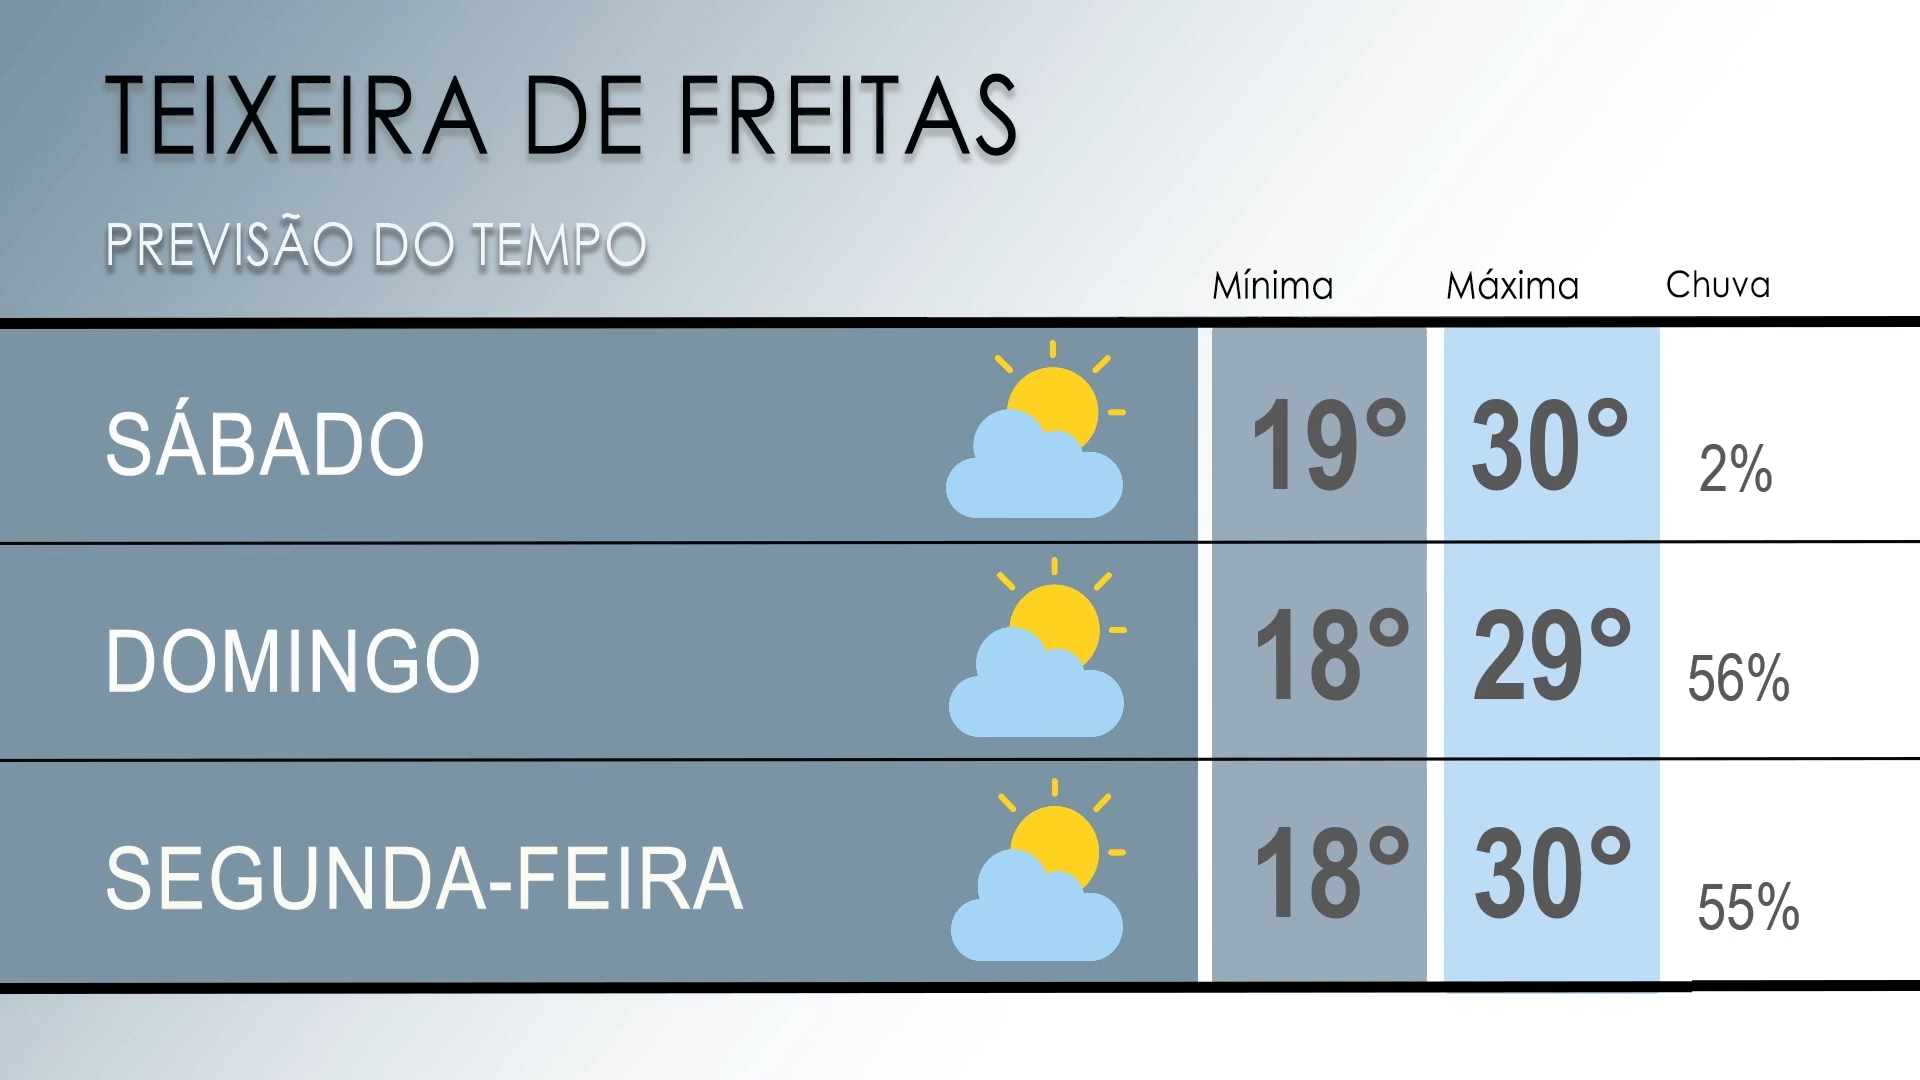 TEIXEIRA DE FREITAS
PREVISÃO DO TEMPO
Mínima Máxima Chuva
SÁBADO 19° 30° 2%
DOMINGO 18° 29° 56%
SEGUNDA-FEIRA 18° 30° 55%